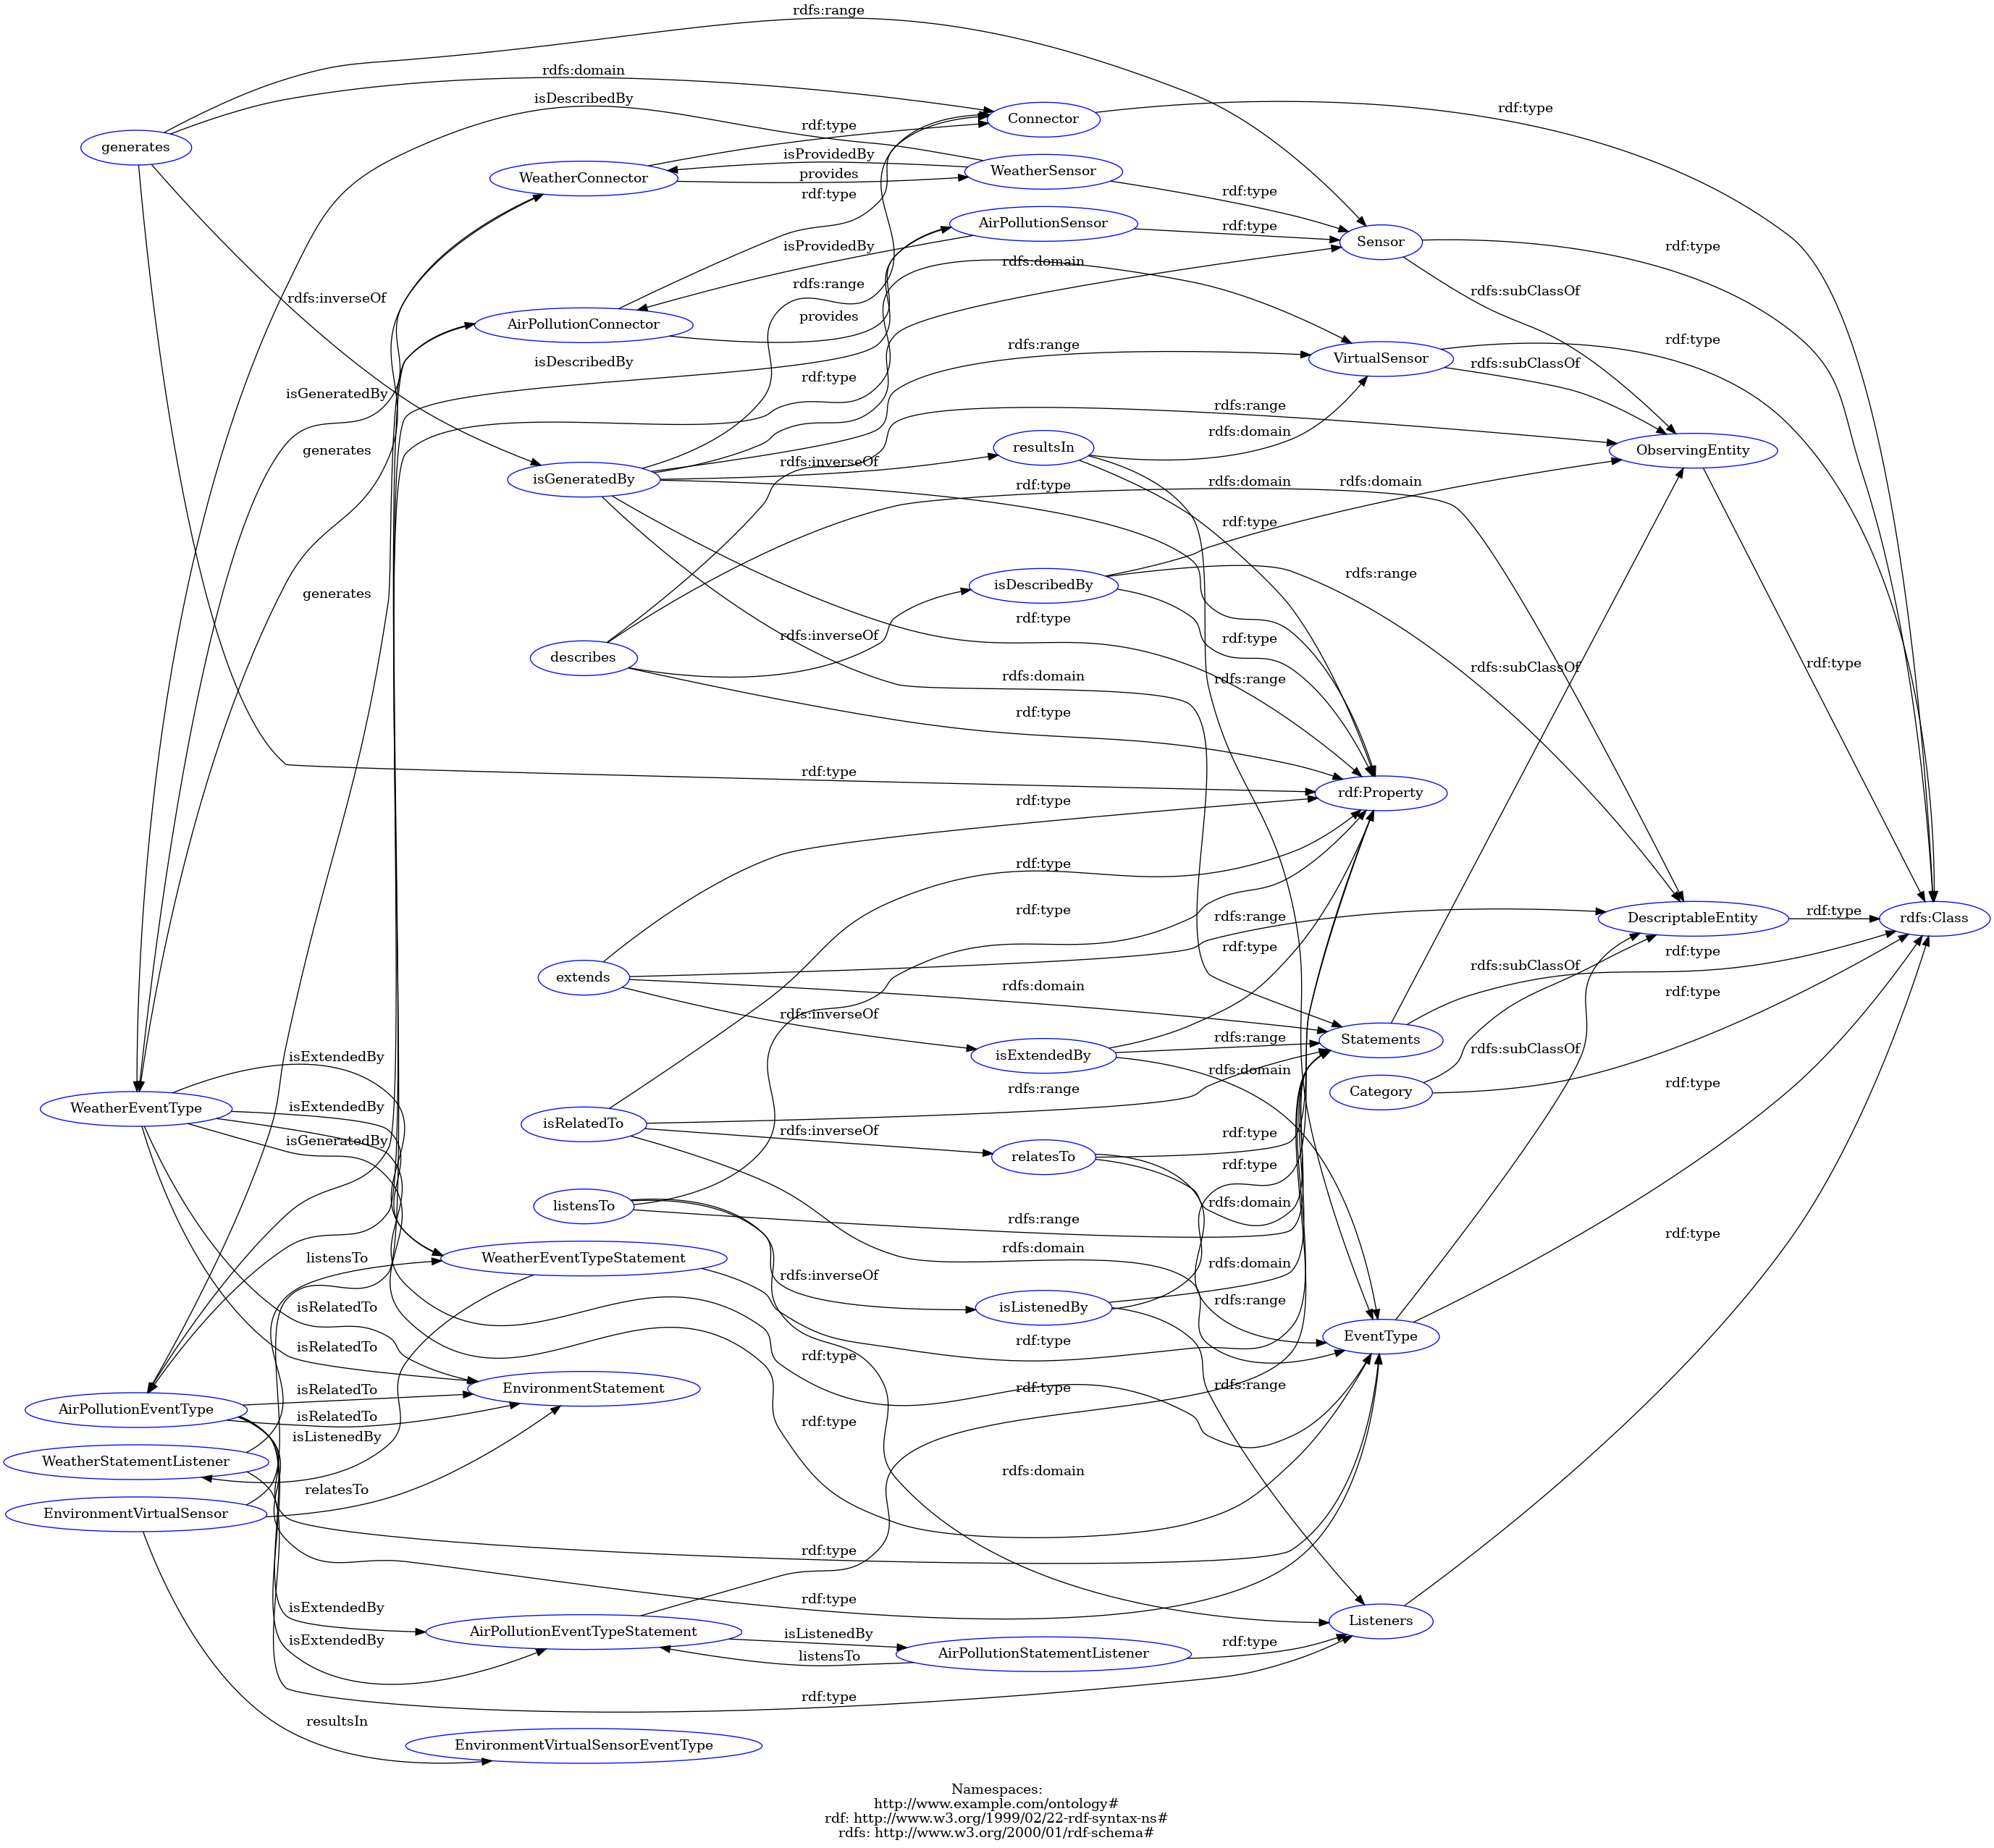 rdfs:range
rdfs:domain
isDescribedBy
Connector
rdf:type
rdf:type
generates
isProvidedBy
WeatherSensor
WeatherConnector
provides
rdf:type
rdf:type
AirPollutionSensor
rdf:type
Sensor
isProvidedBy
rdf:type
rdfs:domain
rdfs:range
rdfs:subClassOf
rdfs:inverseOf
provides
AirPollutionConnector
rdfs:range
rdf:type
VirtualSensor
isDescribedBy
rdfs:subClassOf
rdf:type
isGeneratedBy
rdfs:range
rdfs:domain
resultsIn
generates
ObservingEntity
rdfs:inverseOf
isGeneratedBy
rdf:type
rdfs:domain
rdfs:domain
rdf:type
rdfs:range
isDescribedBy
generates
rdf:type
rdfs:inverseOf
rdf:type
describes
rdf:type
rdfs:subClassOf
rdfs:domain
rdfs:range
rdf:type
rdf:type
rdf:Property
rdf:type
rdf:type
rdf:type
rdfs:range
DescriptableEntity
rdf:type
rdfs:Class
rdf:type
rdf:type
rdfs:subClassOf
extends
rdfs:domain
rdf:type
rdfs:inverseOf
rdfs:range
Statements
rdfs:subClassOf
isExtendedBy
isExtendedBy
rdfs:domain
rdf:type
rdfs:range
Category
WeatherEventType
isExtendedBy
isRelatedTo
rdfs:inverseOf
rdf:type
isGeneratedBy
relatesTo
rdf:type
listensTo
rdfs:domain
rdfs:range
rdf:type
rdfs:domain
listensTo
WeatherEventTypeStatement
rdfs:domain
rdfs:inverseOf
rdfs:range
isRelatedTo
isListenedBy
EventType
isRelatedTo
rdf:type
rdf:type
EnvironmentStatement
rdf:type
rdfs:range
isRelatedTo
AirPollutionEventType
isRelatedTo
rdf:type
isListenedBy
WeatherStatementListener
rdfs:domain
relatesTo
EnvironmentVirtualSensor
rdf:type
rdf:type
isExtendedBy
Listeners
AirPollutionEventTypeStatement
isListenedBy
isExtendedBy
rdf:type
AirPollutionStatementListener
listensTo
rdf:type
resultsIn
EnvironmentVirtualSensorEventType
Namespaces:
http://www.example.com/ontology#
rdf: http://www.w3.org/1999/02/22-rdf-syntax-ns#
rdfs: http://www.w3.org/2000/01/rdf-schema#